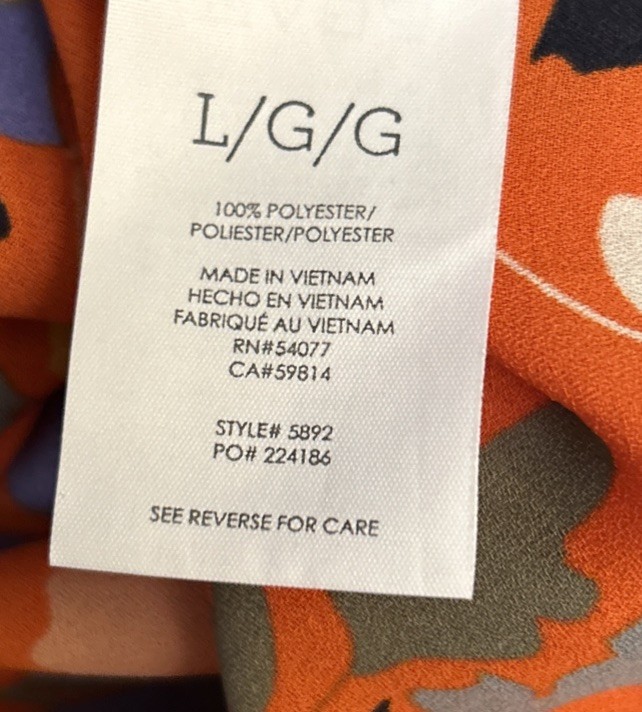 L/G/G
100% POLYESTER/
POLIESTER/POLYESTER
MADE IN VIETNAM
HECHO EN VIETNAM
FABRIQUÉ AU VIETNAM
RN#54077
CA#59814
STYLE# 5892
PO# 224186
SEE REVERSE FOR CARE